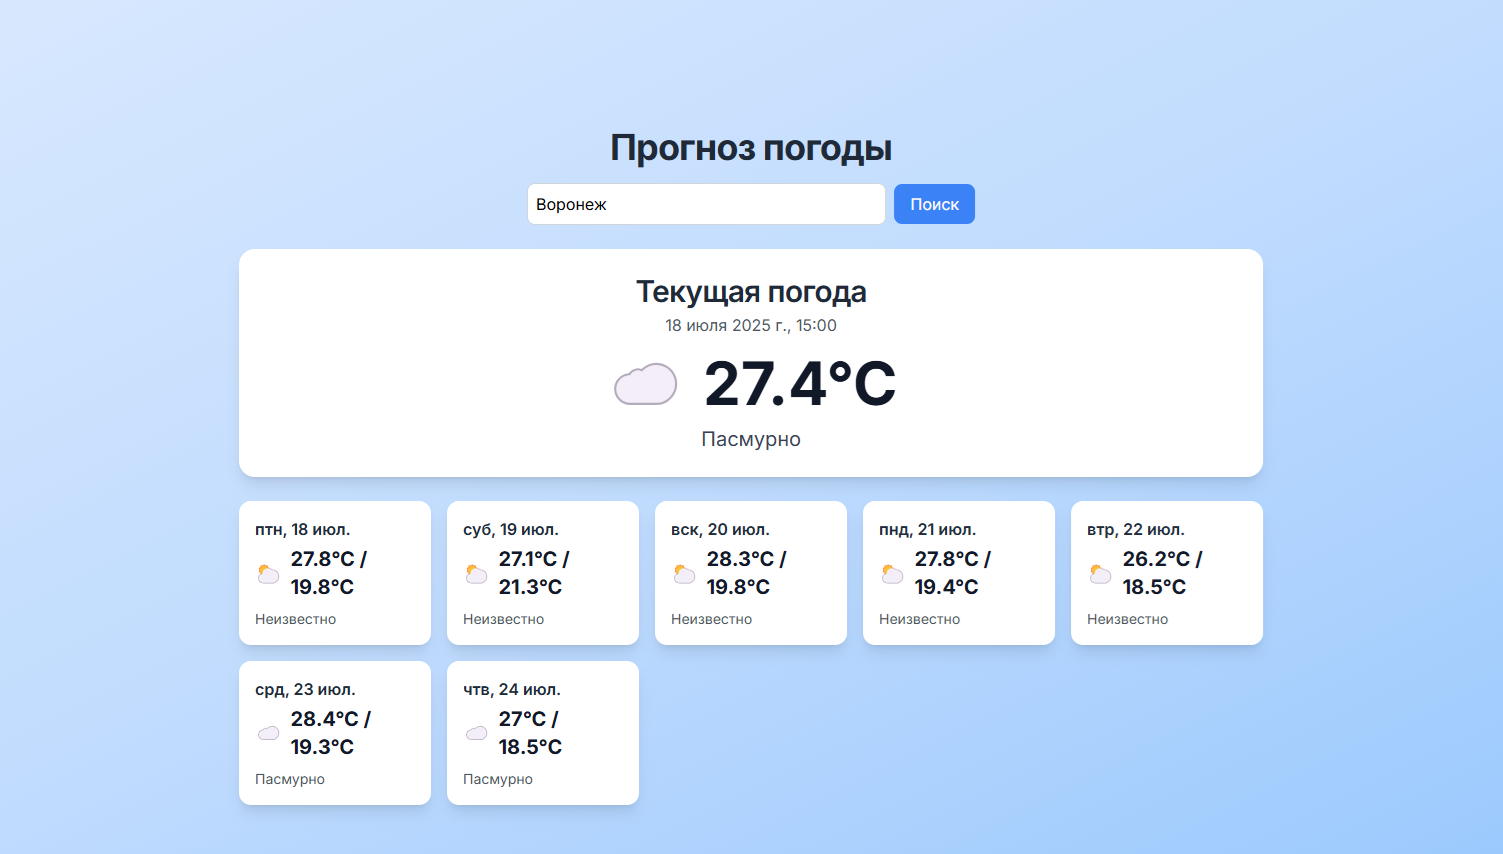 Прогноз погоды
Воронеж
Поиск
Текущая погода
18 июля 2025 г., 15:00
27.4°C
Пасмурно
птн, 18 июл.
27.8°C /
19.8°C
Неизвестно
суб, 19 июл.
27.1°C /
21.3°C
Неизвестно
вск, 20 июл.
28.3°C /
19.8°C
Неизвестно
пнд, 21 июл.
27.8°C /
19.4°C
Неизвестно
втр, 22 июл.
26.2°C /
18.5°C
Неизвестно
срд, 23 июл.
28.4°C /
19.3°C
Пасмурно
чтв, 24 июл.
27°C /
18.5°C
Пасмурно